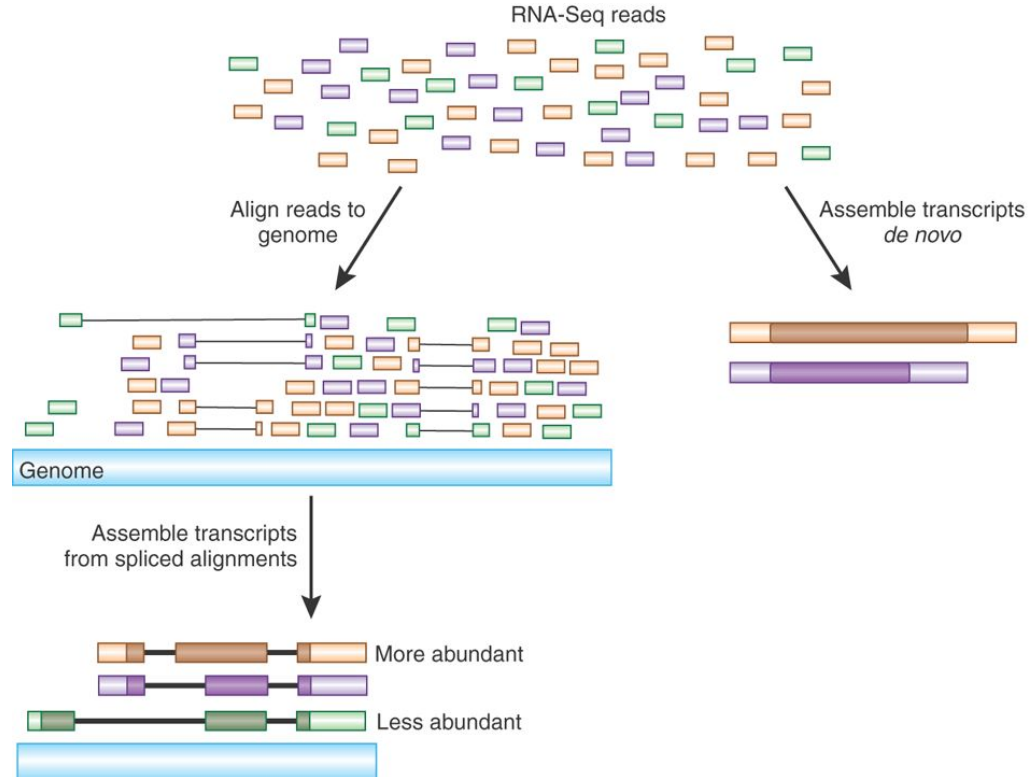 RNA-Seq reads
Align reads to
genome
Assemble transcripts
de novo
Genome
Assemble transcripts
from spliced alignments
More abundant
Less abundant